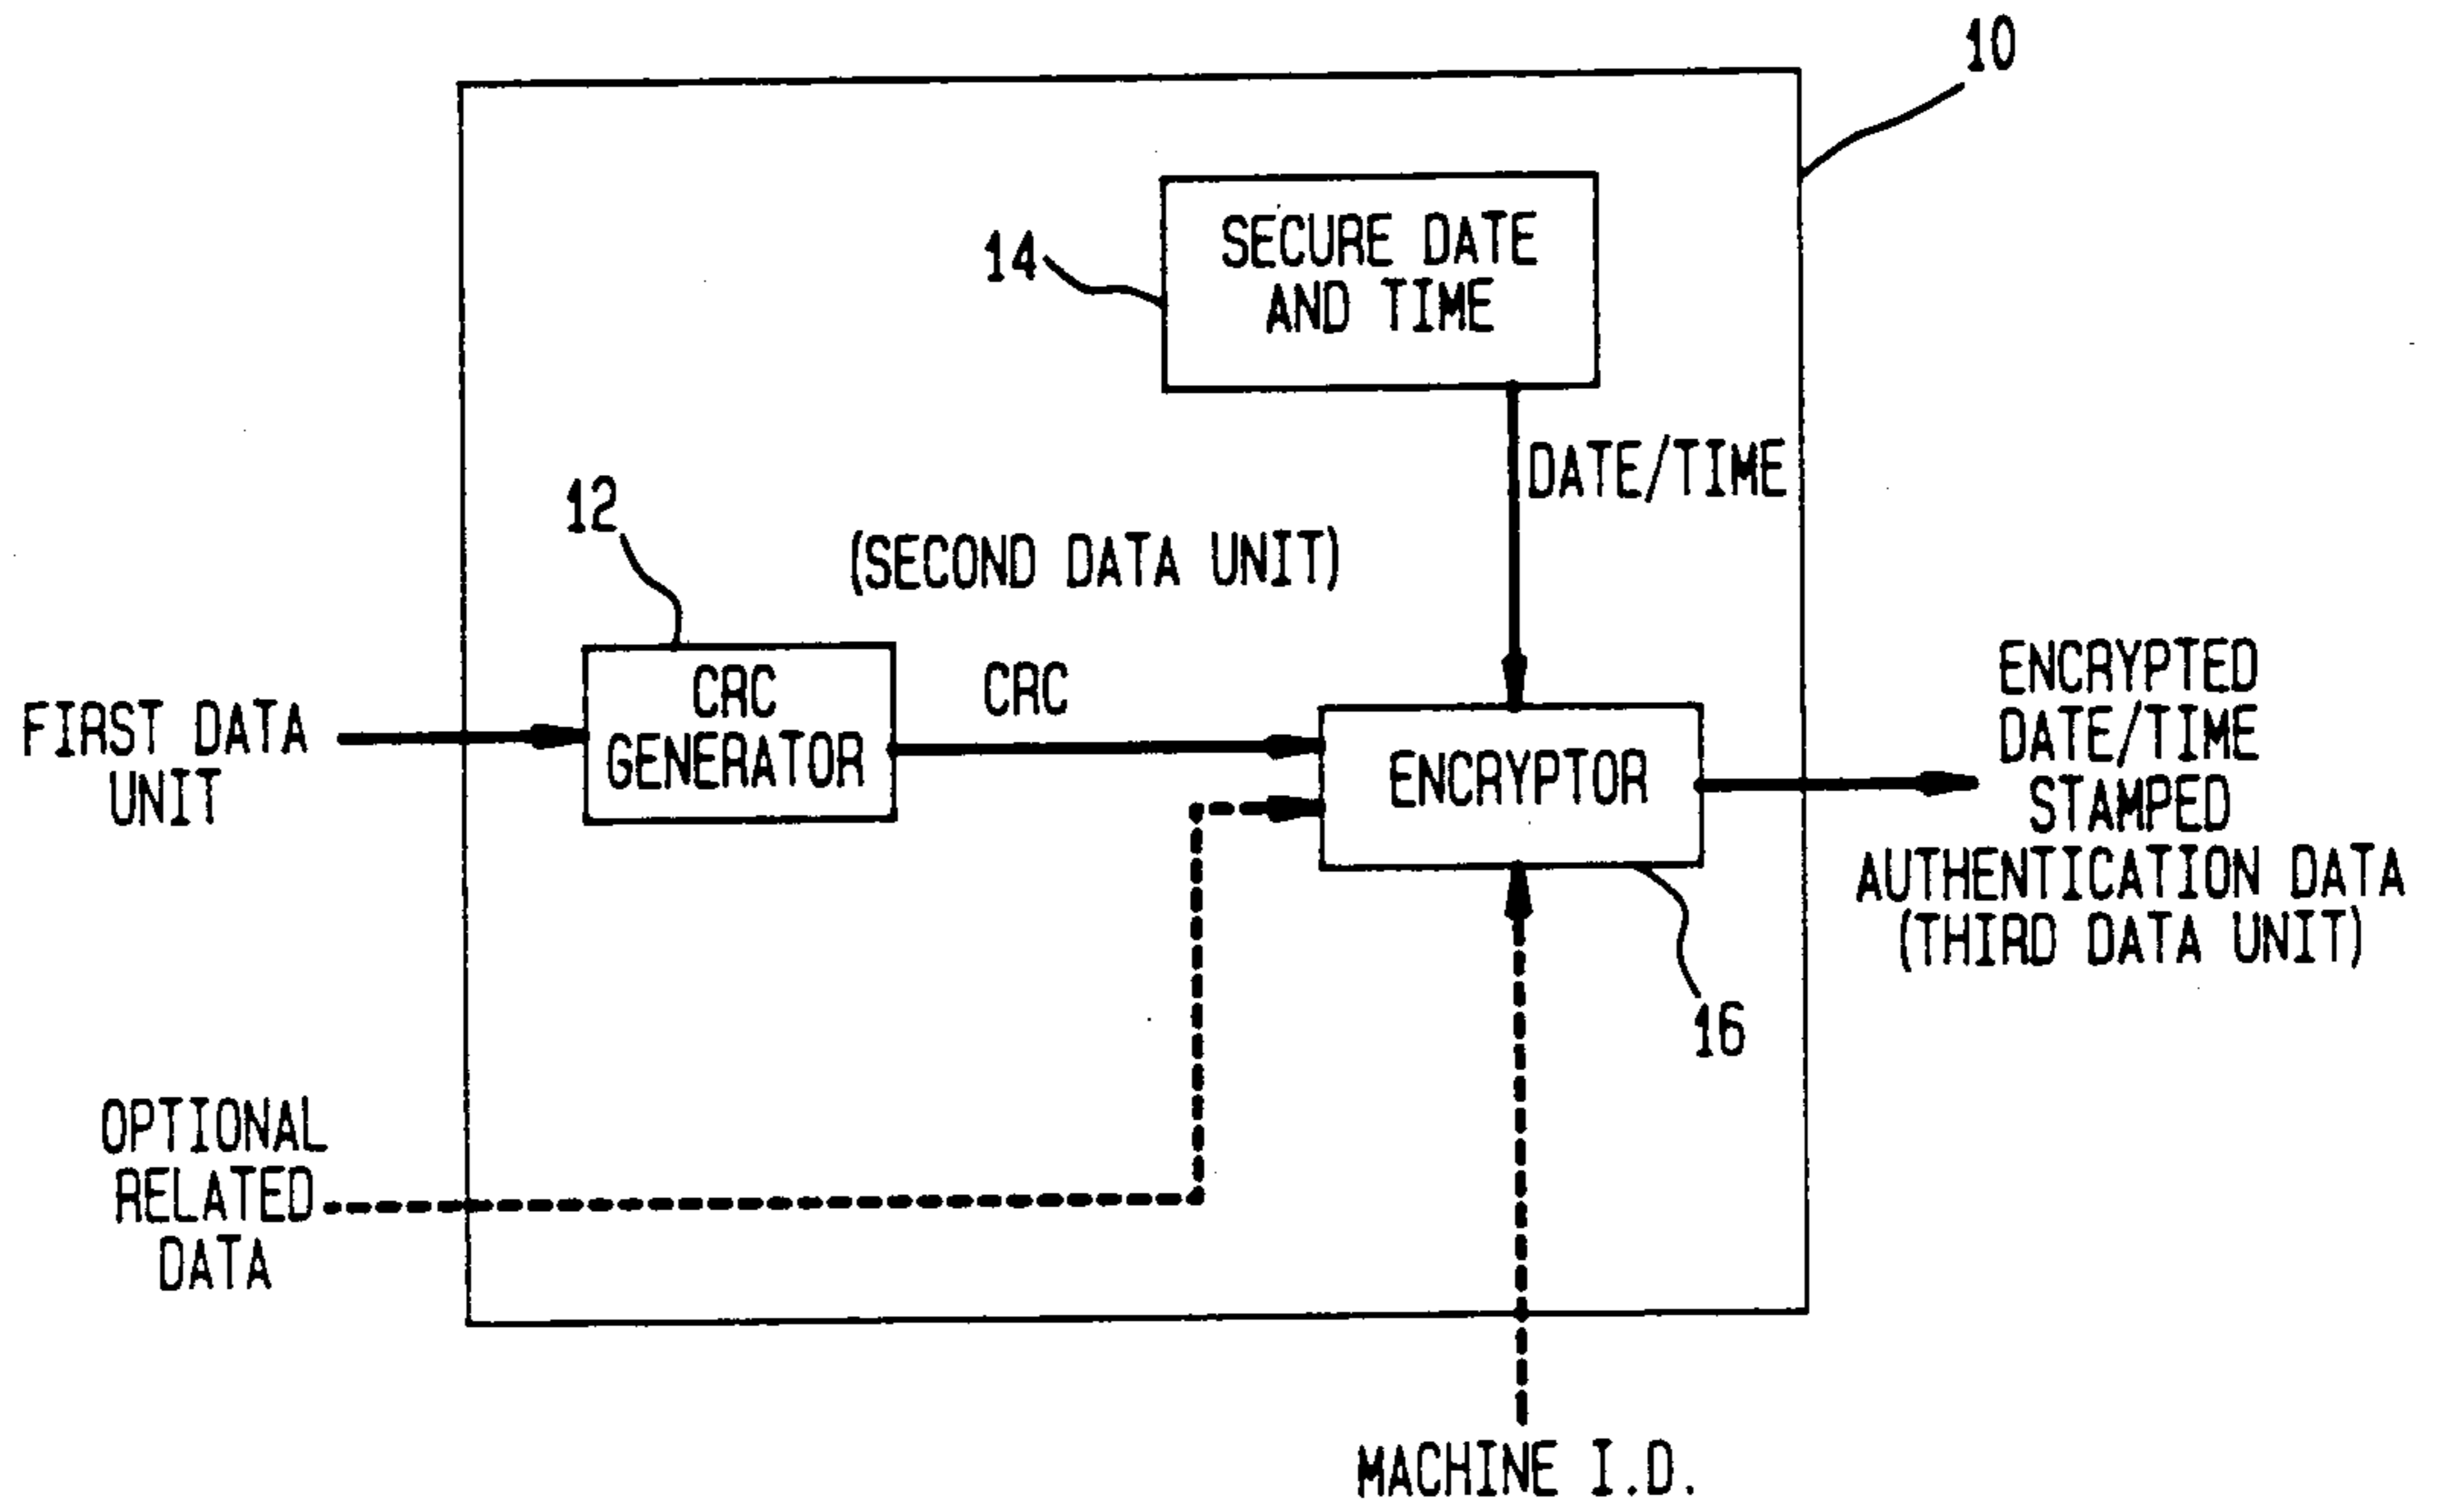 10
SECURE DATE
AND TIME
14
DATE/TIME
12
(SECOND DATA UNIT)
CRC
GENERATOR
CRC
FIRST DATA
UNIT
ENCRYPTOR
ENCRYPTED
DATE/TIME
STAMPED
AUTHENTICATION DATA
(THIRD DATA UNIT)
16
OPTIONAL
RELATED
DATA
MACHINE I.D.